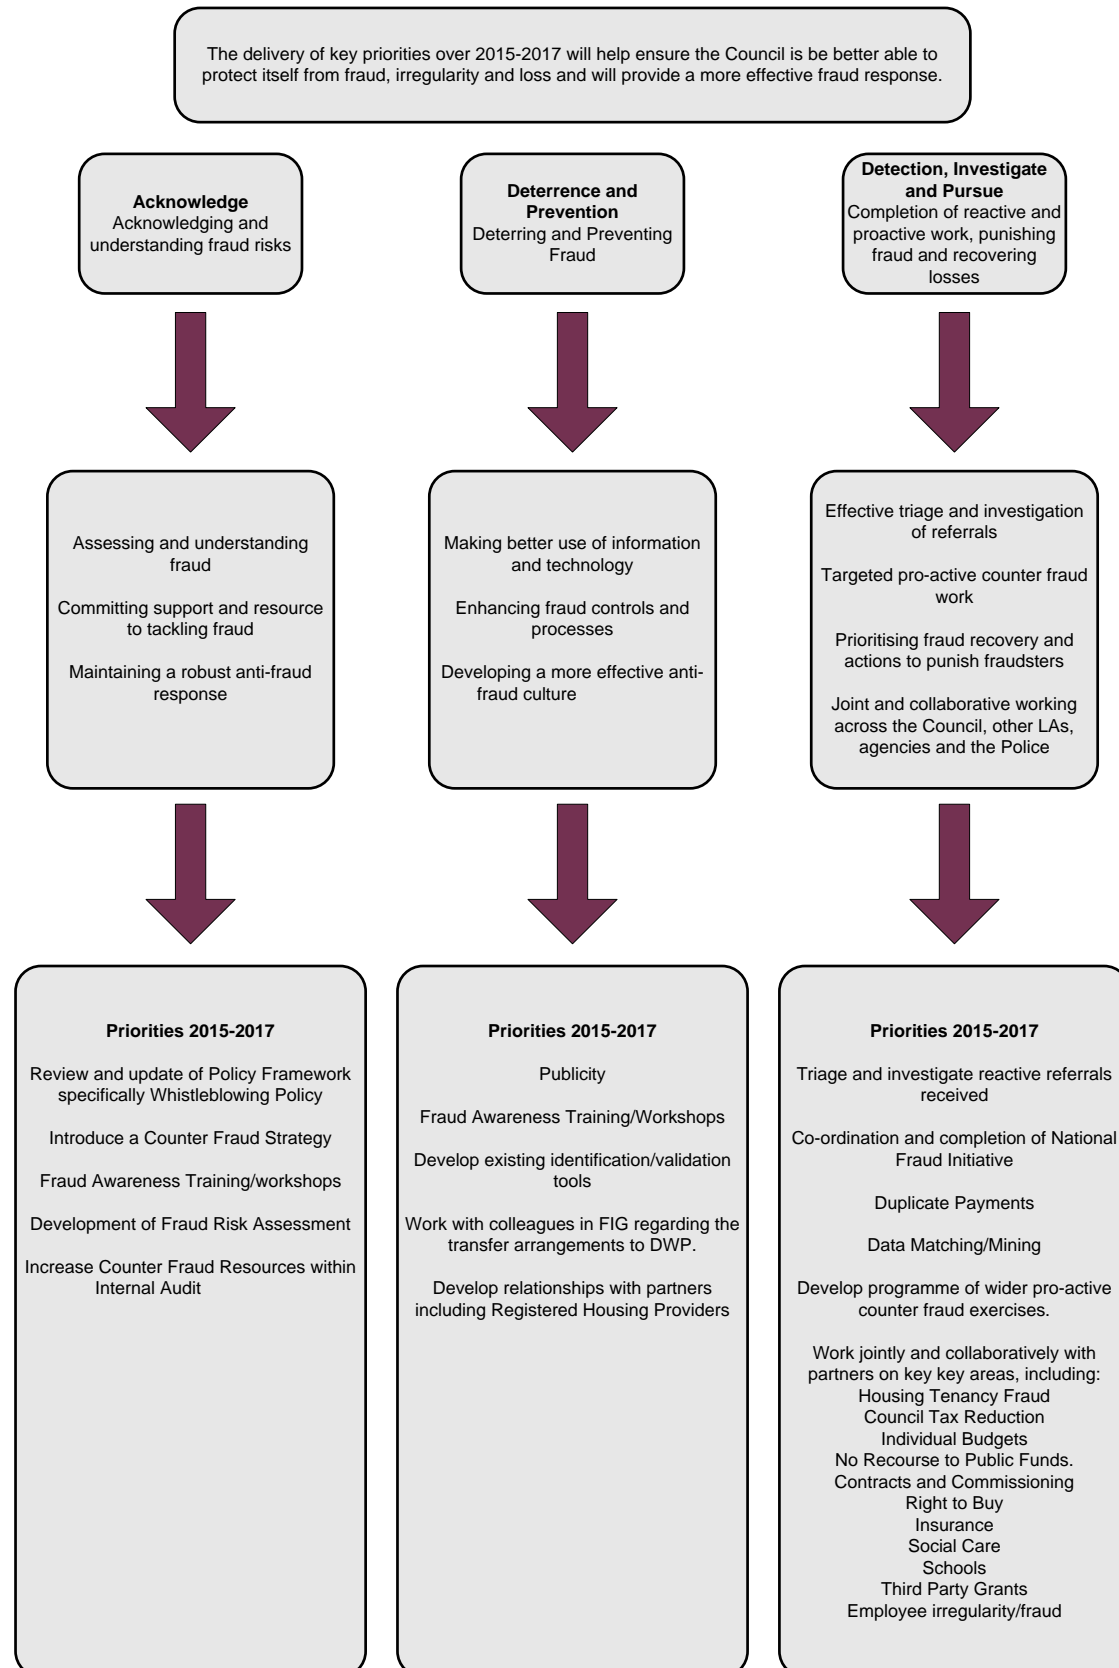 The delivery of key priorities over 2015-2017 will help ensure the Council is be better able to
protect itself from fraud, irregularity and loss and will provide a more effective fraud response.
Acknowledge
Acknowledging and
understanding fraud risks
Deterrence and
Prevention
Deterring and Preventing
Fraud
Detection, Investigate
and Pursue
Completion of reactive and
proactive work, punishing
fraud and recovering
losses
Assessing and understanding
fraud
Committing support and resource
to tackling fraud
Maintaining a robust anti-fraud
response
Making better use of information
and technology
Enhancing fraud controls and
processes
Developing a more effective anti-
fraud culture
Effective triage and investigation
of referrals
Targeted pro-active counter fraud
work
Prioritising fraud recovery and
actions to punish fraudsters
Joint and collaborative working
across the Council, other LAs,
agencies and the Police
Priorities 2015-2017
Review and update of Policy Framework
specifically Whistleblowing Policy
Introduce a Counter Fraud Strategy
Fraud Awareness Training/workshops
Development of Fraud Risk Assessment
Increase Counter Fraud Resources within
Internal Audit
Priorities 2015-2017
Publicity
Fraud Awareness Training/Workshops
Develop existing identification/validation
tools
Work with colleagues in FIG regarding the
transfer arrangements to DWP.
Develop relationships with partners
including Registered Housing Providers
Priorities 2015-2017
Triage and investigate reactive referrals
received
Co-ordination and completion of National
Fraud Initiative
Duplicate Payments
Data Matching/Mining
Develop programme of wider pro-active
counter fraud exercises.
Work jointly and collaboratively with
partners on key key areas, including:
Housing Tenancy Fraud
Council Tax Reduction
Individual Budgets
No Recourse to Public Funds.
Contracts and Commissioning
Right to Buy
Insurance
Social Care
Schools
Third Party Grants
Employee irregularity/fraud